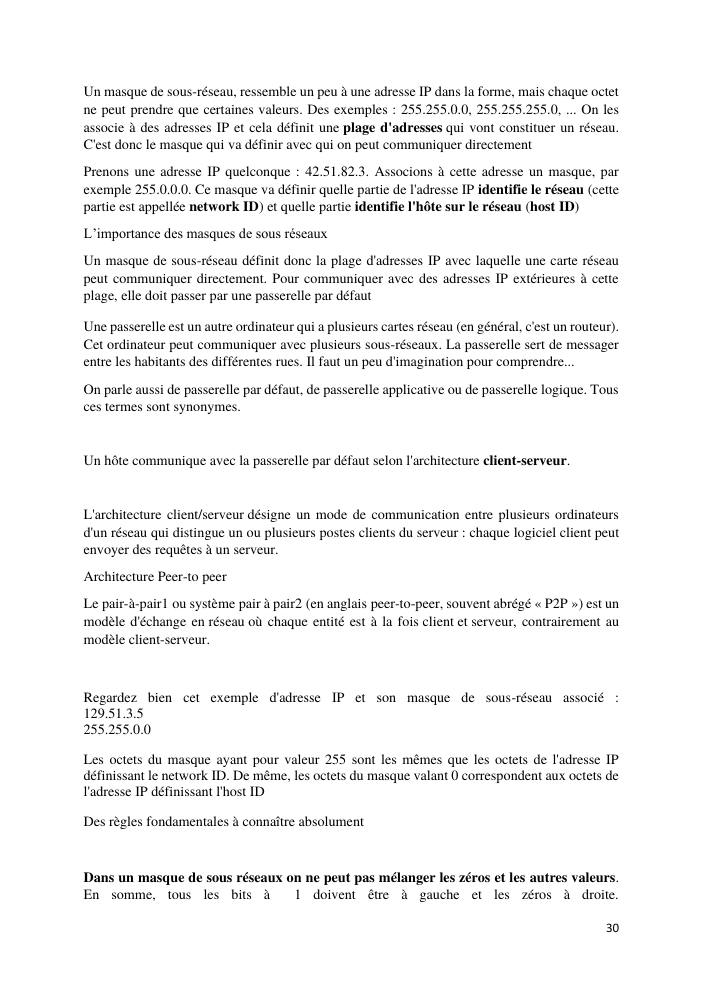 Un masque de sous-réseau, ressemble un peu à une adresse IP dans la forme, mais chaque octet
ne peut prendre que certaines valeurs. Des exemples : 255.255.0.0, 255.255.255.0, ... On les
associe à des adresses IP et cela définit une plage d'adresses qui vont constituer un réseau.
C'est donc le masque qui va définir avec qui on peut communiquer directement
Prenons une adresse IP quelconque : 42.51.82.3. Associons à cette adresse un masque, par
exemple 255.0.0.0. Ce masque va définir quelle partie de l'adresse IP identifie le réseau (cette
partie est appellée network ID) et quelle partie identifie l'hôte sur le réseau (host ID)
L’importance des masques de sous réseaux
Un masque de sous-réseau définit donc la plage d'adresses IP avec laquelle une carte réseau
peut communiquer directement. Pour communiquer avec des adresses IP extérieures à cette
plage, elle doit passer par une passerelle par défaut
Une passerelle est un autre ordinateur qui a plusieurs cartes réseau (en général, c'est un routeur).
Cet ordinateur peut communiquer avec plusieurs sous-réseaux. La passerelle sert de messager
entre les habitants des différentes rues. Il faut un peu d'imagination pour comprendre...
On parle aussi de passerelle par défaut, de passerelle applicative ou de passerelle logique. Tous
ces termes sont synonymes.
Un hôte communique avec la passerelle par défaut selon l'architecture client-serveur.
L'architecture client/serveur désigne un mode de communication entre plusieurs ordinateurs
d'un réseau qui distingue un ou plusieurs postes clients du serveur : chaque logiciel client peut
envoyer des requêtes à un serveur.
Architecture Peer-to peer
Le pair-à-pair1 ou système pair à pair2 (en anglais peer-to-peer, souvent abrégé « P2P ») est un
modèle d'échange en réseau où chaque entité est à la fois client et serveur, contrairement au
modèle client-serveur.
Regardez bien cet exemple d'adresse IP et son masque de sous-réseau associé :
129.51.3.5
255.255.0.0
Les octets du masque ayant pour valeur 255 sont les mêmes que les octets de l'adresse IP
définissant le network ID. De même, les octets du masque valant 0 correspondent aux octets de
l'adresse IP définissant l'host ID
Des règles fondamentales à connaître absolument
Dans un masque de sous réseaux on ne peut pas mélanger les zéros et les autres valeurs.
En somme, tous les bits à 1 doivent être à gauche et les zéros à droite.
30